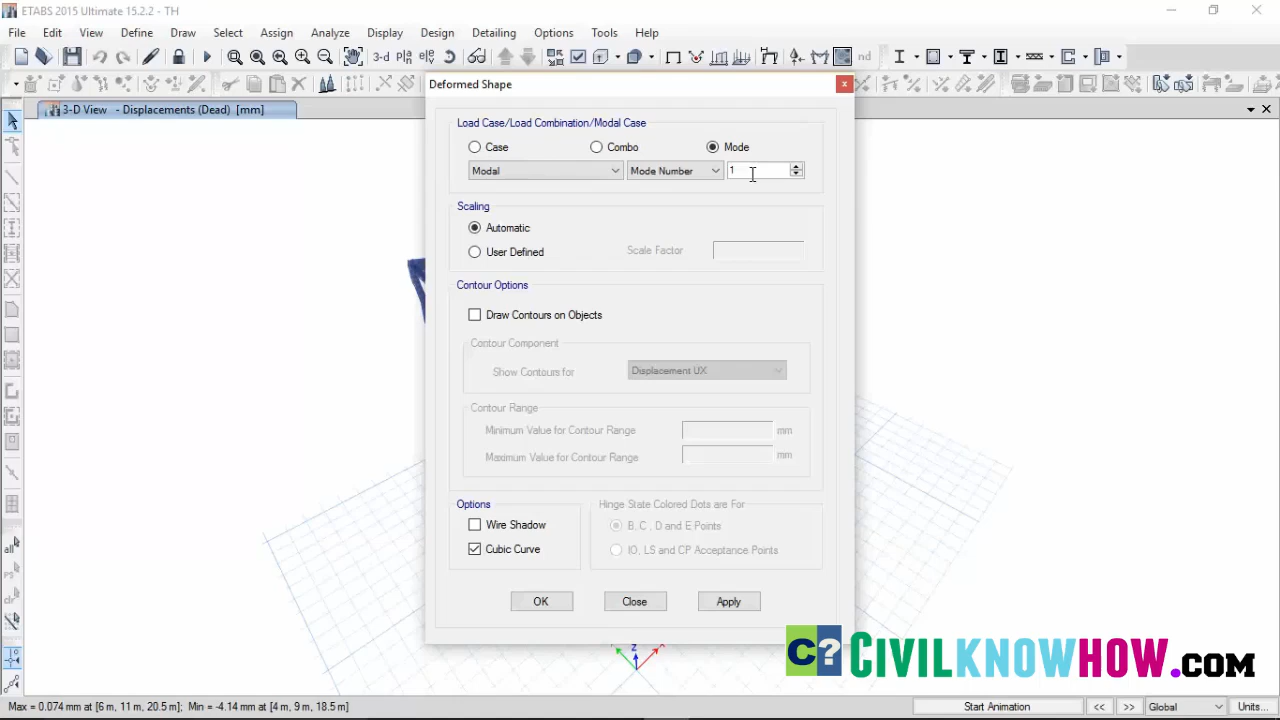 ETABS 2015 Ultimate 15.2.2 - TH
File Edit View Define Draw Select Assign Analyze Display Design Detailing Options Tools Help
3-d nd
3-D View - Displacements (Dead) [mm]
Deformed Shape
x
Load Case/Load Combination/Modal Case
Case Combo Mode
Modal Mode Number 1
Scaling
Automatic
User Defined Scale Factor
Contour Options
Draw Contours on Objects
Contour Component
Show Contours for Displacement UX
Contour Range
Minimum Value for Contour Range mm
Maximum Value for Contour Range mm
Options Hinge State Colored Dots are For
Wire Shadow B, C , D and E Points
Cubic Curve IO, LS and CP Acceptance Points
OK Close Apply
all
Z
C? CIVILKNOWHOW.COM
Max = 0.074 mm at [6 m, 11 m, 20.5 m]; Min = -4.14 mm at [4 m, 9 m, 18.5 m] Start Animation << >> Global Units...